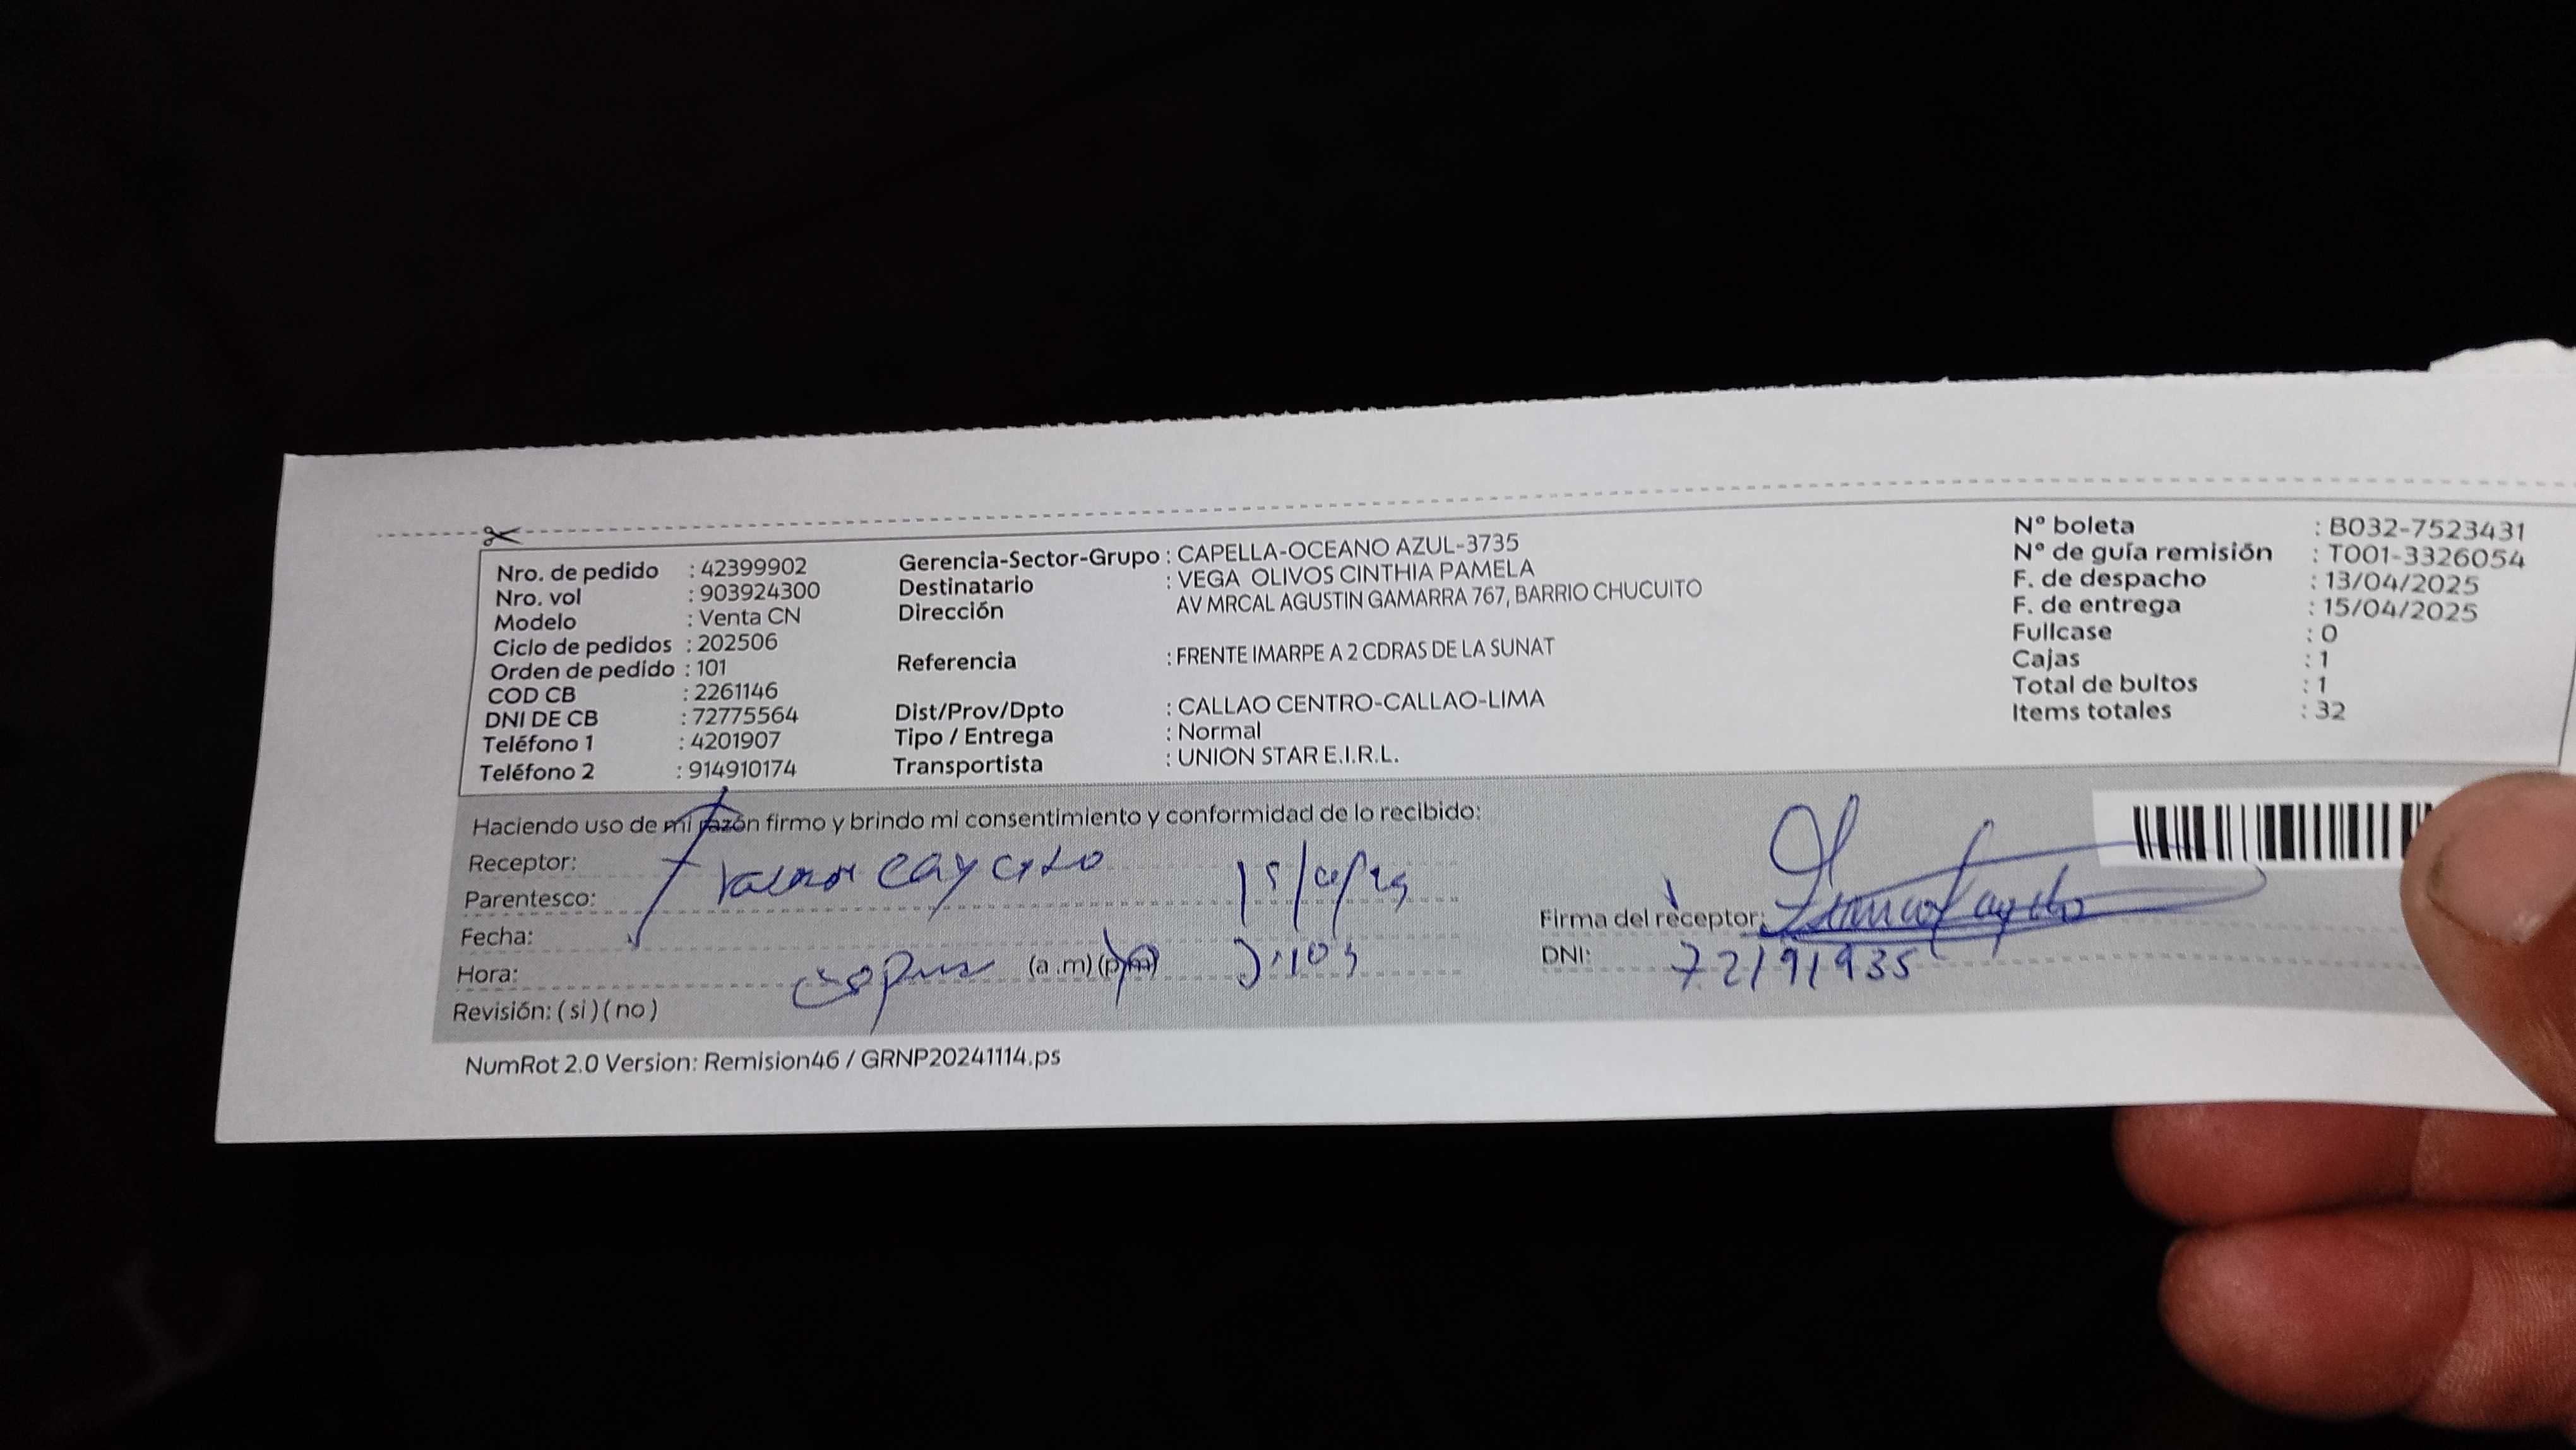 Nro. de pedido : 42399902
Nro. vol : 903924300
Modelo : Venta CN
Ciclo de pedidos : 202506
Orden de pedido : 101
COD CB : 2261146
DNI DE CB : 72775564
Teléfono 1 : 4201907
Teléfono 2 : 914910174
Gerencia-Sector-Grupo : CAPELLA-OCEANO AZUL-3735
Destinatario : VEGA OLIVOS CINTHIA PAMELA
Dirección AV MRCAL AGUSTIN GAMARRA 767, BARRIO CHUCUITO
Referencia : FRENTE IMARPE A 2 CDRAS DE LA SUNAT
Dist/Prov/Dpto : CALLAO CENTRO-CALLAO-LIMA
Tipo / Entrega : Normal
Transportista : UNION STAR E.I.R.L.
N° boleta : B032-7523431
N° de guía remisión : T001-3326054
F. de despacho : 13/04/2025
F. de entrega : 15/04/2025
Fullcase : 0
Cajas : 1
Total de bultos : 1
Items totales : 32
Haciendo uso de mi razón firmo y brindo mi consentimiento y conformidad de lo recibido:
Receptor:
Parentesco:
Fecha:
Hora: (a .m) (p.m)
Revisión: ( si ) ( no )
Firma del receptor:
DNI: 72191935
NumRot 2.0 Version: Remision46 / GRNP20241114.ps